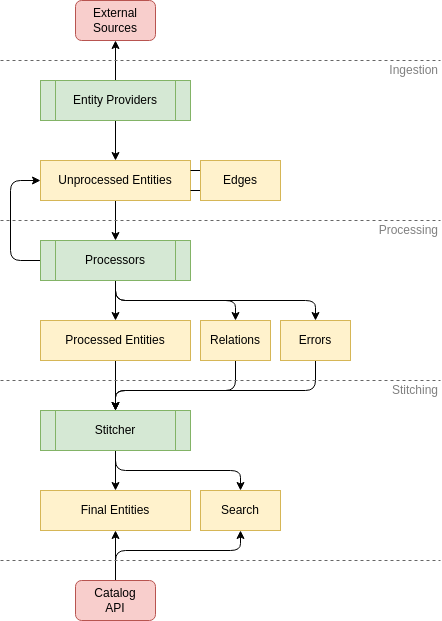 External
Sources
Ingestion
Entity Providers
Unprocessed Entities
Edges
Processing
Processors
Processed Entities
Relations
Errors
Stitching
Stitcher
Final Entities
Search
Catalog
API